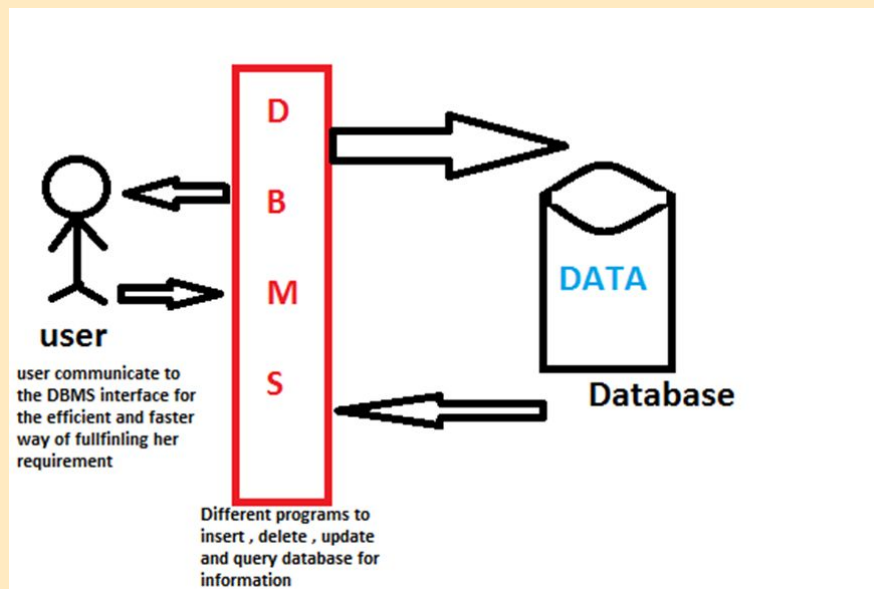 D
B
M
S
user
user communicate to
the DBMS interface for
the efficient and faster
way of fullfinling her
requirement
DATA
Database
Different programs to
insert , delete , update
and query database for
information